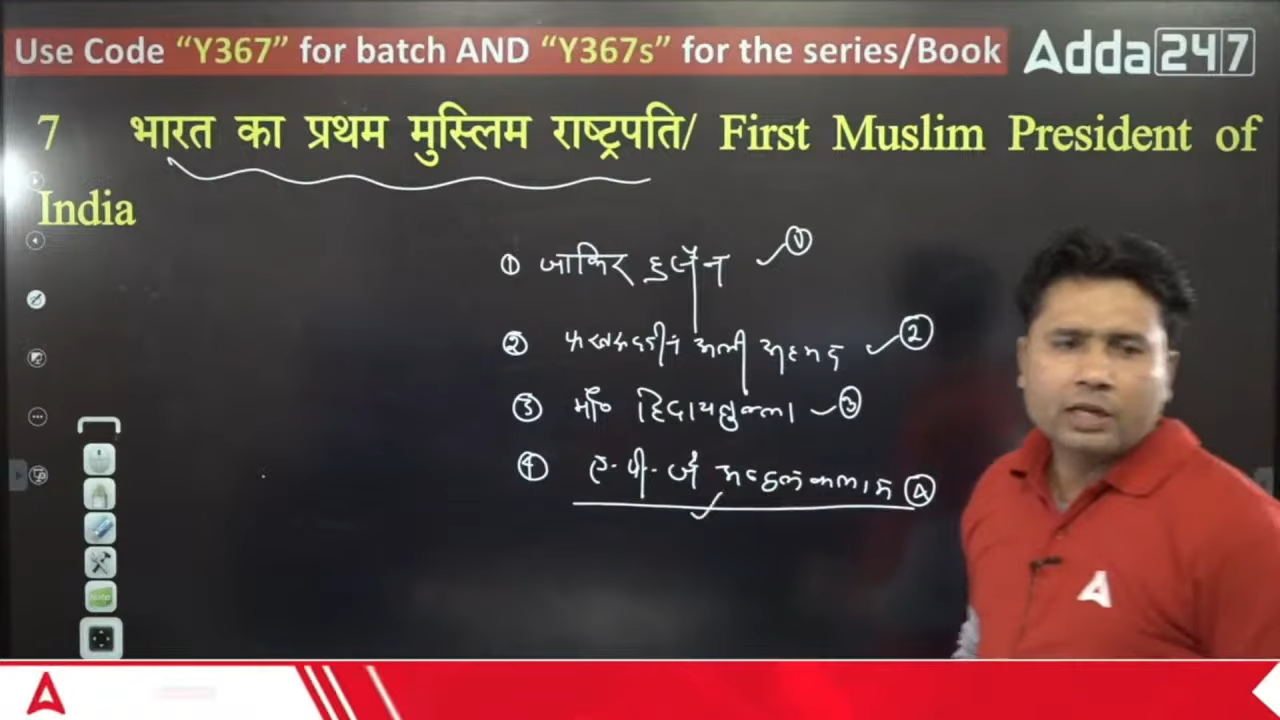 Use Code “Y367” for batch AND “Y367s” for the series/Book
Adda247
7 भारत का प्रथम मुस्लिम राष्ट्रपति/ First Muslim President of
India
① जाकिर हुसैन ①
② फखरुद्दीन अली अहमद ②
③ मो० हिदायतुल्ला ③
④ ए. पी. जे अब्दुल कलाम ④
Note